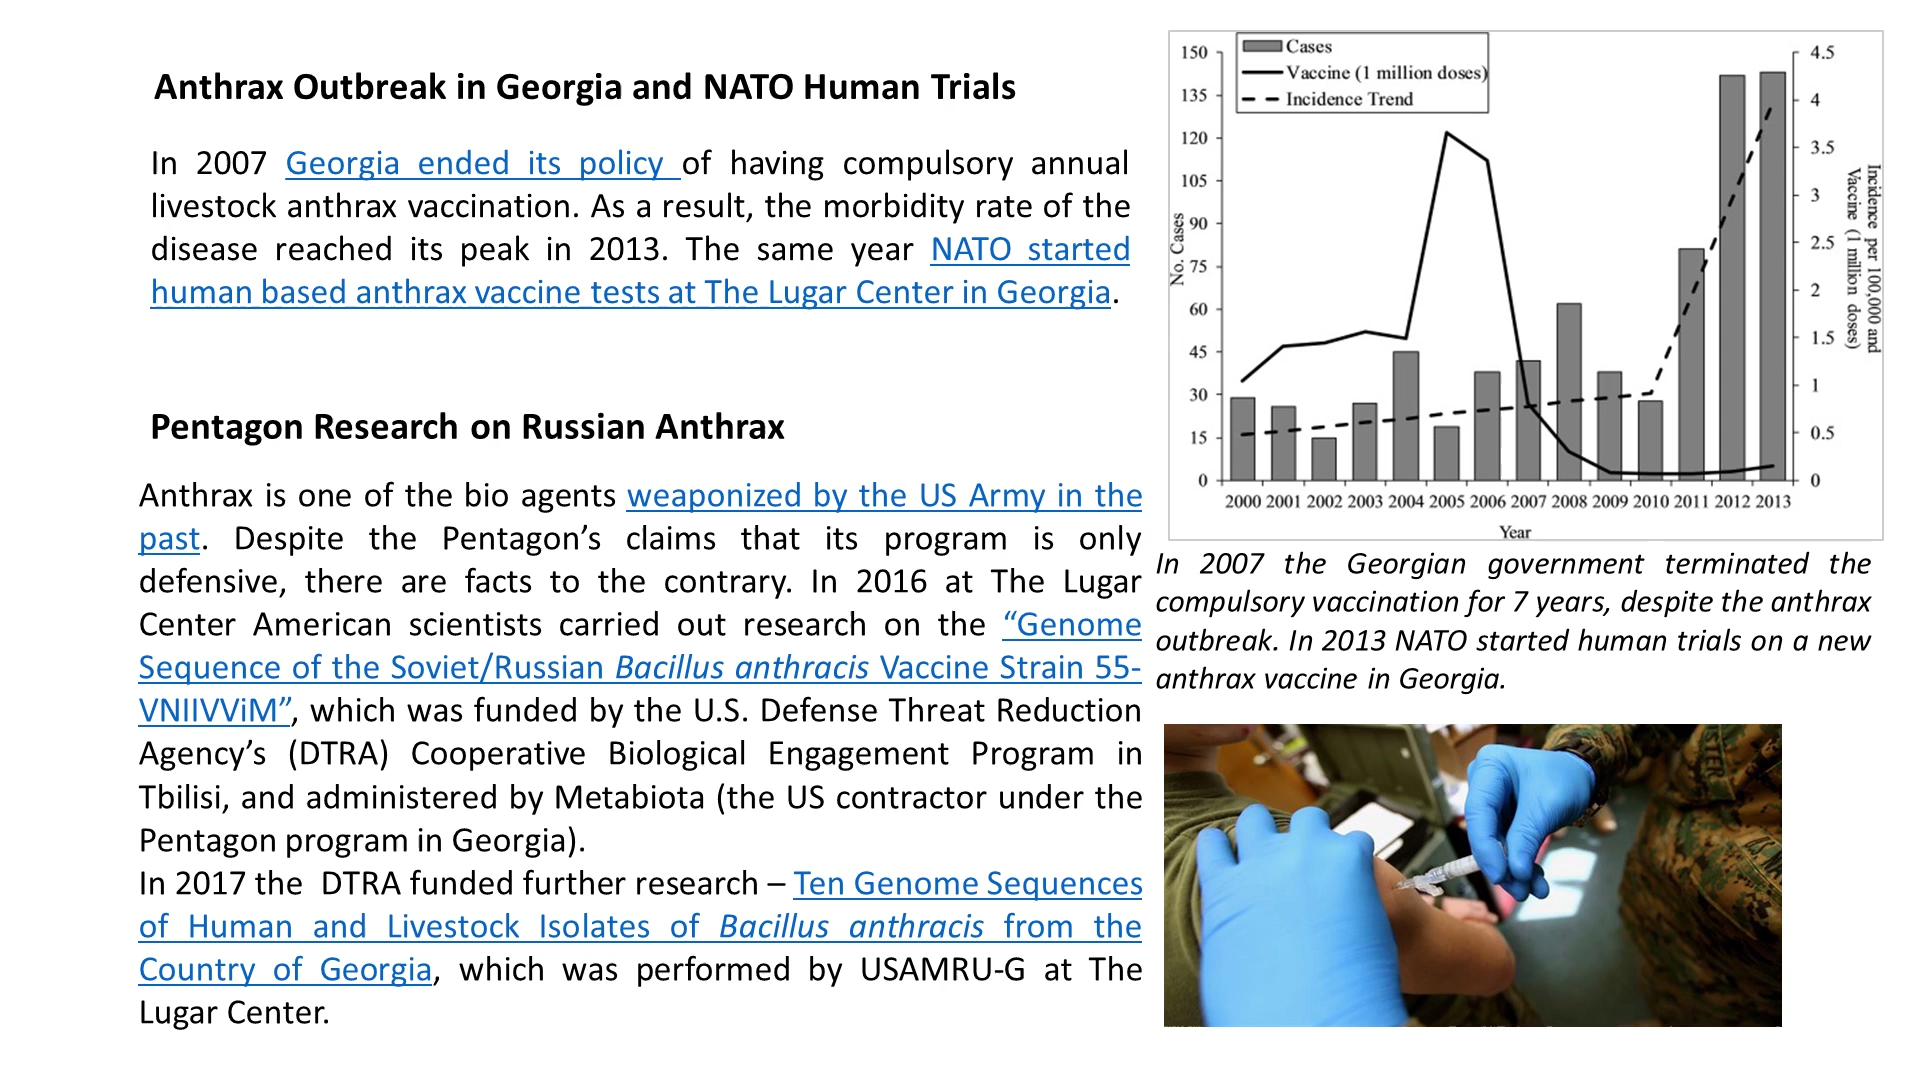 Anthrax Outbreak in Georgia and NATO Human Trials
In 2007 Georgia ended its policy of having compulsory annual
livestock anthrax vaccination. As a result, the morbidity rate of the
disease reached its peak in 2013. The same year NATO started
human based anthrax vaccine tests at The Lugar Center in Georgia.
Pentagon Research on Russian Anthrax
Anthrax is one of the bio agents weaponized by the US Army in the
past. Despite the Pentagon’s claims that its program is only
defensive, there are facts to the contrary. In 2016 at The Lugar
Center American scientists carried out research on the “Genome
Sequence of the Soviet/Russian Bacillus anthracis Vaccine Strain 55-
VNIIVViM”, which was funded by the U.S. Defense Threat Reduction
Agency’s (DTRA) Cooperative Biological Engagement Program in
Tbilisi, and administered by Metabiota (the US contractor under the
Pentagon program in Georgia).
In 2017 the DTRA funded further research – Ten Genome Sequences
of Human and Livestock Isolates of Bacillus anthracis from the
Country of Georgia, which was performed by USAMRU-G at The
Lugar Center.
Cases
Vaccine (1 million doses)
Incidence Trend
150
135
120
105
90
75
60
45
30
15
0
No. Cases
4.5
4
3.5
3
2.5
2
1.5
1
0.5
0
Incidence per 100,000 and
Vaccine (1 million doses)
2000 2001 2002 2003 2004 2005 2006 2007 2008 2009 2010 2011 2012 2013
Year
In 2007 the Georgian government terminated the
compulsory vaccination for 7 years, despite the anthrax
outbreak. In 2013 NATO started human trials on a new
anthrax vaccine in Georgia.